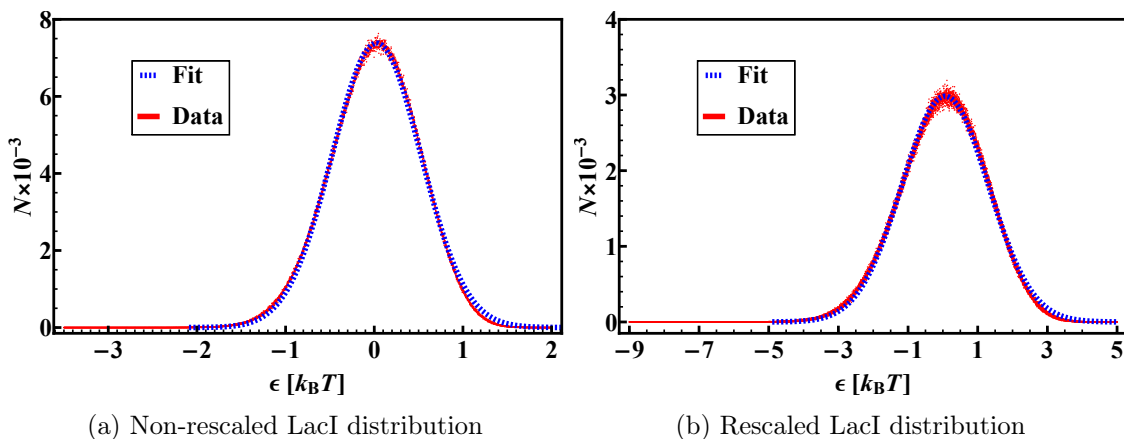 8
6
4
2
0
N×10⁻³
Fit
Data
−3
−2
−1
0
1
2
ϵ [k_BT]
(a) Non-rescaled LacI distribution
4
3
2
1
0
N×10⁻³
Fit
Data
−9
−7
−5
−3
−1
1
3
5
ϵ [k_BT]
(b) Rescaled LacI distribution